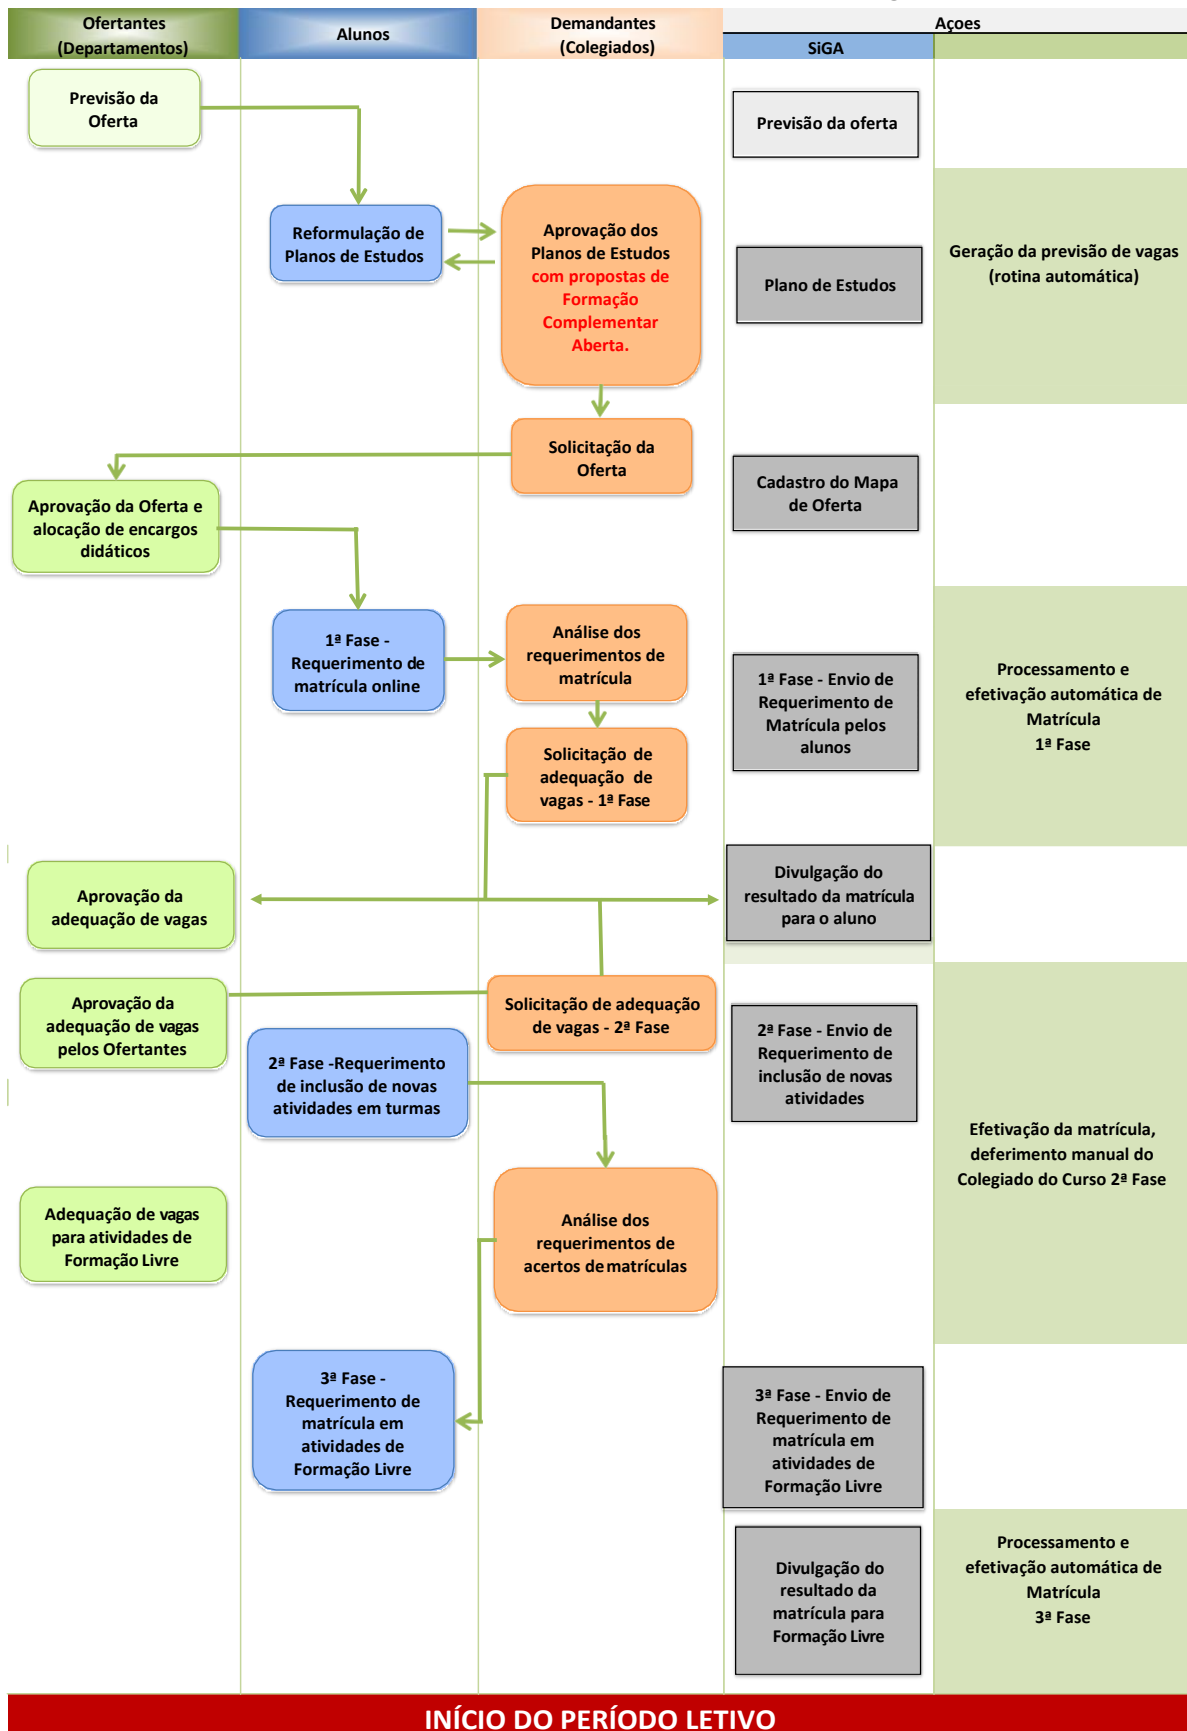 Ofertantes
(Departamentos)
Alunos
Demandantes
(Colegiados)
Açoes
SiGA
Previsão da
Oferta
Previsão da oferta
Reformulação de
Planos de Estudos
Aprovação dos
Planos de Estudos
com propostas de
Formação
Complementar
Aberta.
Plano de Estudos
Geração da previsão de vagas
(rotina automática)
Solicitação da
Oferta
Cadastro do Mapa
de Oferta
Aprovação da Oferta e
alocação de encargos
didáticos
1ª Fase -
Requerimento de
matrícula online
Análise dos
requerimentos de
matrícula
1ª Fase - Envio de
Requerimento de
Matrícula pelos
alunos
Processamento e
efetivação automática de
Matrícula
1ª Fase
Solicitação de
adequação de
vagas - 1ª Fase
Aprovação da
adequação de vagas
Divulgação do
resultado da matrícula
para o aluno
Aprovação da
adequação de vagas
pelos Ofertantes
Solicitação de adequação
de vagas - 2ª Fase
2ª Fase -Requerimento
de inclusão de novas
atividades em turmas
2ª Fase - Envio de
Requerimento de
inclusão de novas
atividades
Efetivação da matrícula,
deferimento manual do
Colegiado do Curso 2ª Fase
Adequação de vagas
para atividades de
Formação Livre
Análise dos
requerimentos de
acertos de matrículas
3ª Fase -
Requerimento de
matrícula em
atividades de
Formação Livre
3ª Fase - Envio de
Requerimento de
matrícula em
atividades de
Formação Livre
Divulgação do
resultado da
matrícula para
Formação Livre
Processamento e
efetivação automática de
Matrícula
3ª Fase
INÍCIO DO PERÍODO LETIVO